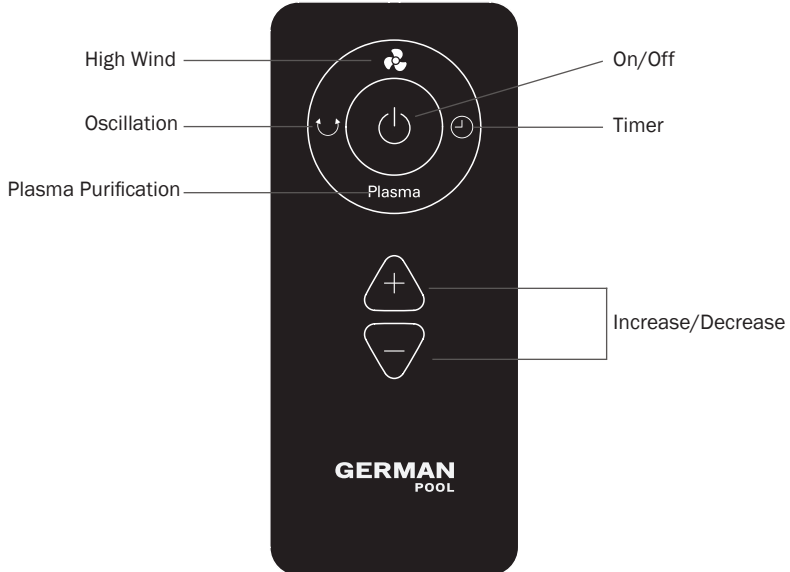 High Wind
On/Off
Oscillation
Timer
Plasma Purification
Plasma
+
Increase/Decrease
−
GERMAN
POOL